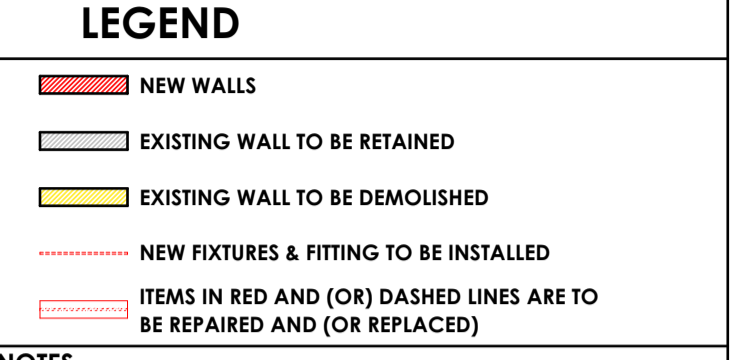 LEGEND
NEW WALLS
EXISTING WALL TO BE RETAINED
EXISTING WALL TO BE DEMOLISHED
NEW FIXTURES & FITTING TO BE INSTALLED
ITEMS IN RED AND (OR) DASHED LINES ARE TO
BE REPAIRED AND (OR REPLACED)
NOTES